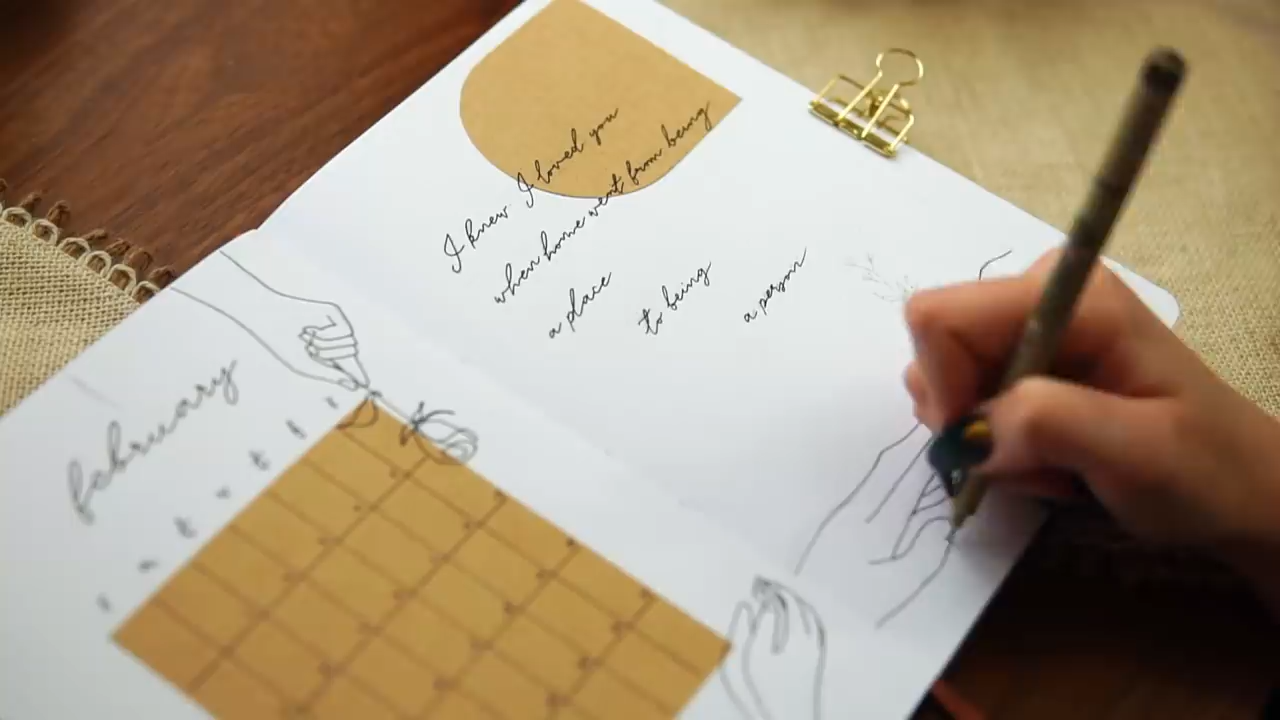 I knew I loved you
when home went from being
a place to being a person
february